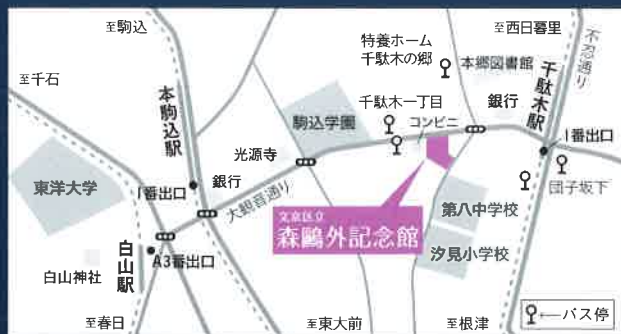 至駒込
至西日暮里
至千石
特養ホーム
千駄木の郷
本郷図書館
不忍通り
千駄木駅
本駒込駅
千駄木一丁目
コンビニ
銀行
駒込学園
1番出口
光源寺
東洋大学
1番出口
銀行
大観音通り
団子坂下
文京区立
森鷗外記念館
第八中学校
汐見小学校
白山駅
A3番出口
白山神社
至春日
至東大前
至根津
←バス停